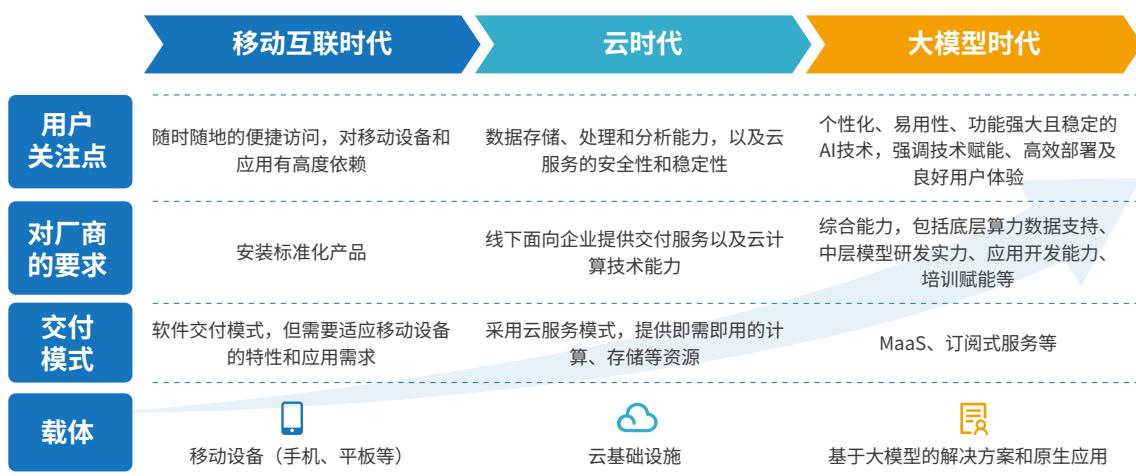 移动互联时代
云时代
大模型时代
用户
关注点
随时随地的便捷访问，对移动设备和
应用有高度依赖
数据存储、处理和分析能力，以及云
服务的安全性和稳定性
个性化、易用性、功能强大且稳定的
AI技术，强调技术赋能、高效部署及
良好用户体验
对厂商
的要求
安装标准化产品
线下面向企业提供交付服务以及云计
算技术能力
综合能力，包括底层算力数据支持、
中层模型研发实力、应用开发能力、
培训赋能等
交付
模式
软件交付模式，但需要适应移动设备
的特性和应用需求
采用云服务模式，提供即需即用的计
算、存储等资源
MaaS、订阅式服务等
载体
移动设备（手机、平板等）
云基础设施
基于大模型的解决方案和原生应用